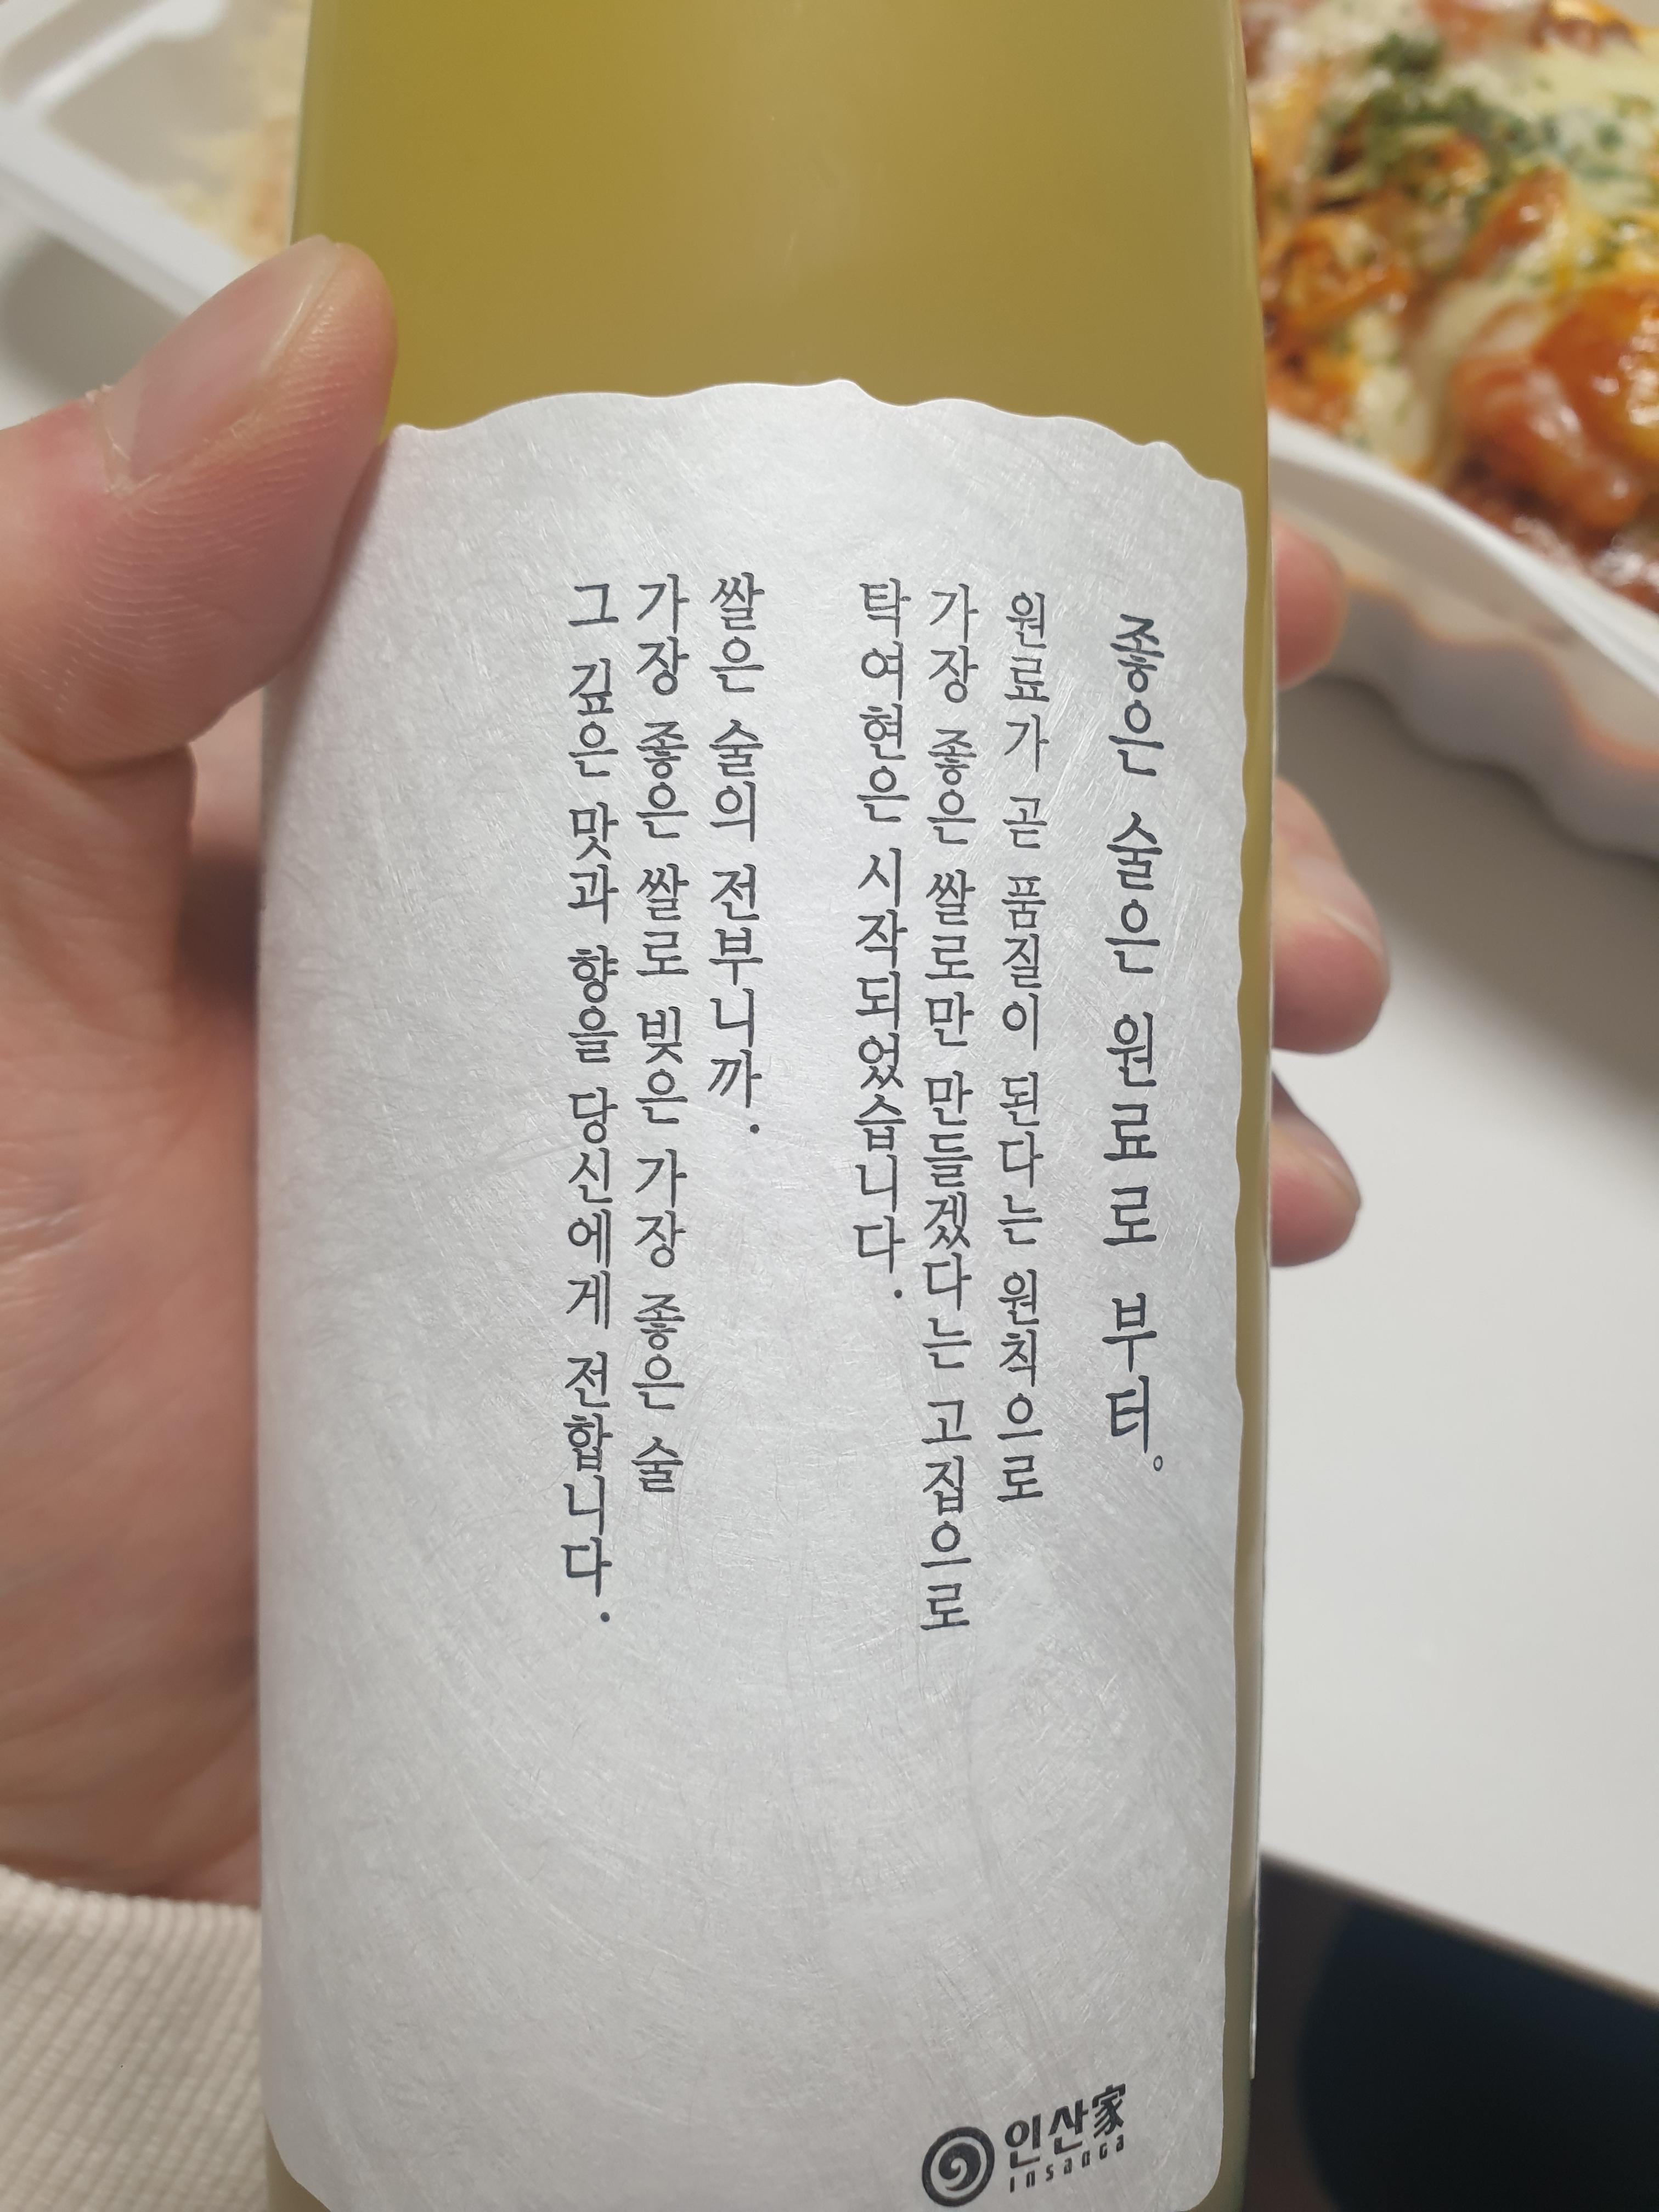 좋은 술은 원료로 부터。
원료가 곧 품질이 된다는 원칙으로
가장 좋은 쌀로만 만들겠다는 고집으로
탁여현은 시작되었습니다.
쌀은 술의 전부니까.
가장 좋은 쌀로 빚은 가장 좋은 술
그 깊은 맛과 향을 당신에게 전합니다.
인산家
insanga